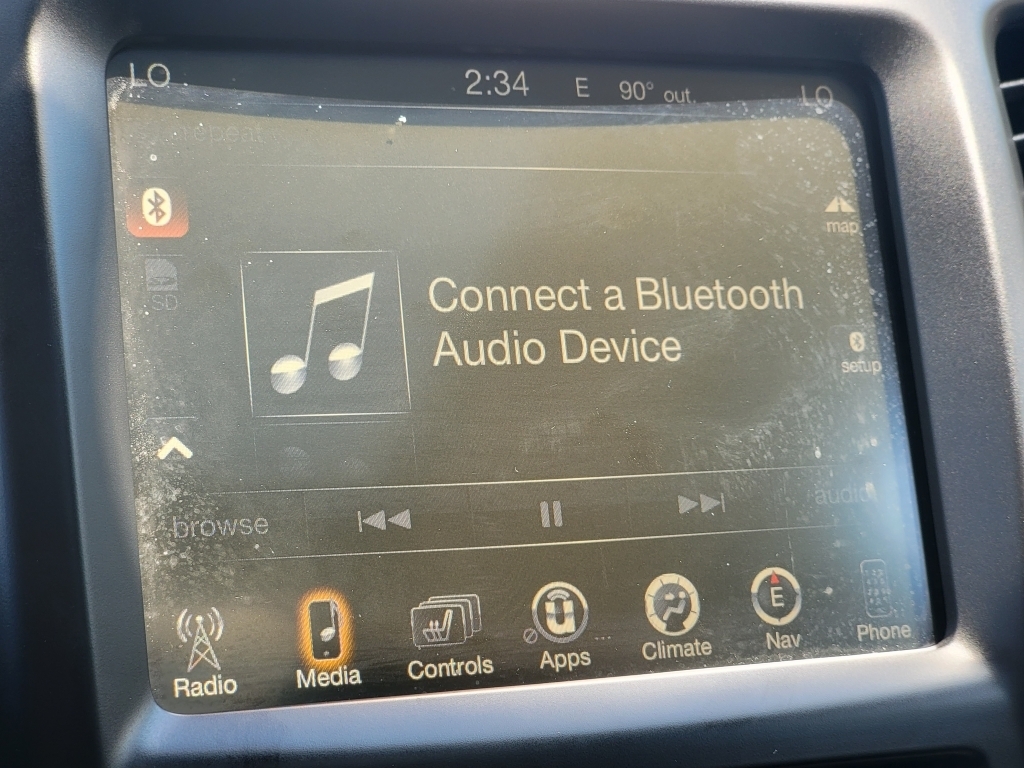 LO 2:34 E 90° out. LO
repeat
map
SD
Connect a Bluetooth
Audio Device
setup
browse audio
Radio Media Controls Apps Climate Nav Phone
u
E